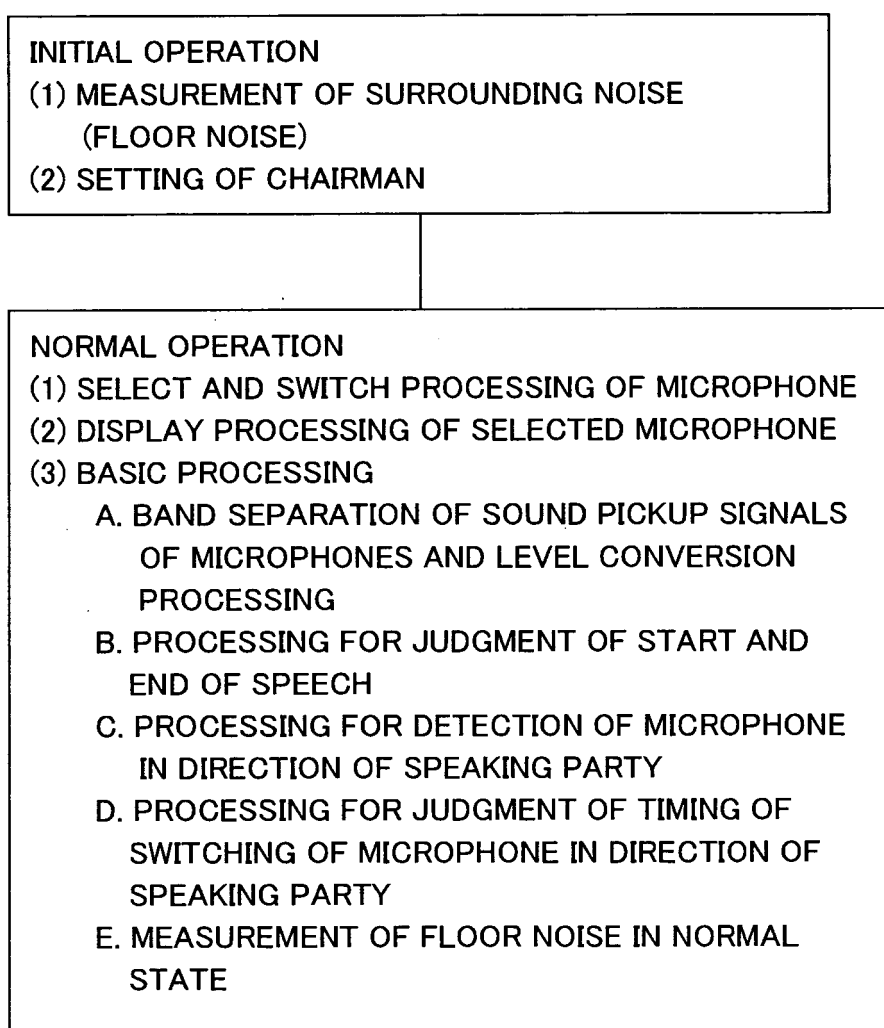 INITIAL OPERATION
(1) MEASUREMENT OF SURROUNDING NOISE
(FLOOR NOISE)
(2) SETTING OF CHAIRMAN
NORMAL OPERATION
(1) SELECT AND SWITCH PROCESSING OF MICROPHONE
(2) DISPLAY PROCESSING OF SELECTED MICROPHONE
(3) BASIC PROCESSING
A. BAND SEPARATION OF SOUND PICKUP SIGNALS
OF MICROPHONES AND LEVEL CONVERSION
PROCESSING
B. PROCESSING FOR JUDGMENT OF START AND
END OF SPEECH
C. PROCESSING FOR DETECTION OF MICROPHONE
IN DIRECTION OF SPEAKING PARTY
D. PROCESSING FOR JUDGMENT OF TIMING OF
SWITCHING OF MICROPHONE IN DIRECTION OF
SPEAKING PARTY
E. MEASUREMENT OF FLOOR NOISE IN NORMAL
STATE